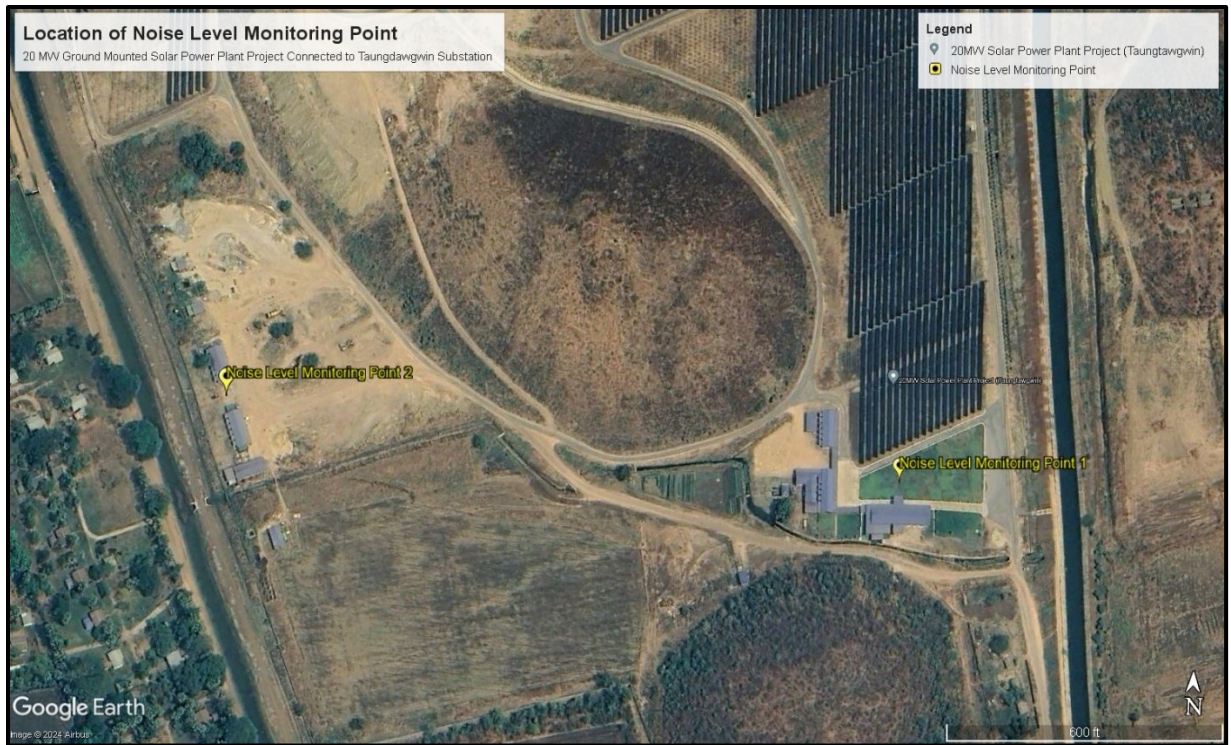 Location of Noise Level Monitoring Point
20 MW Ground Mounted Solar Power Plant Project Connected to Taungdawgwin Substation
Legend
20MW Solar Power Plant Project (Taungtawgwin)
Noise Level Monitoring Point
Noise Level Monitoring Point 2
20MW Solar Power Plant Project (Taungtawgwin)
Noise Level Monitoring Point 1
Google Earth
Image © 2024 Airbus
N
600 ft